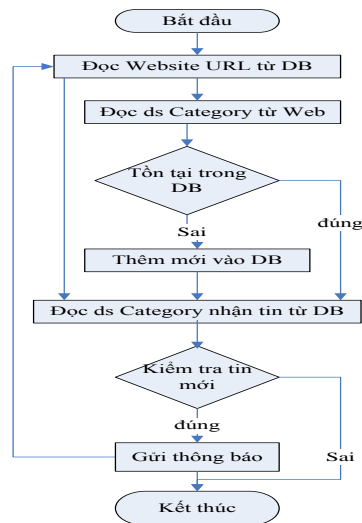 Bắt đầu
Đọc Website URL từ DB
Đọc ds Category từ Web
Tồn tại trong
DB
Sai
đúng
Thêm mới vào DB
Đọc ds Category nhận tin từ DB
Kiểm tra tin
mới
đúng
Sai
Gửi thông báo
Kết thúc